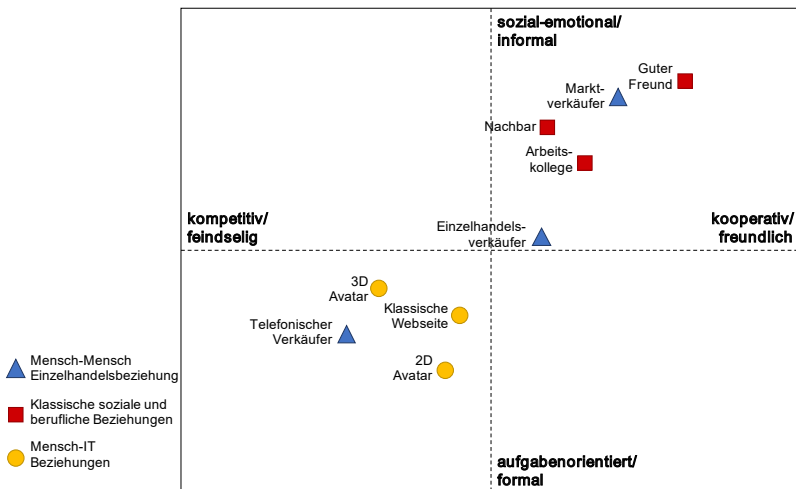 sozial-emotional/
informal
Guter
Freund
Markt-
verkäufer
Nachbar
Arbeits-
kollege
kompetitiv/
feindselig
Einzelhandels-
verkäufer
kooperativ/
freundlich
3D
Avatar
Klassische
Webseite
Telefonischer
Verkäufer
2D
Avatar
Mensch-Mensch
Einzelhandelsbeziehung
Klassische soziale und
berufliche Beziehungen
Mensch-IT
Beziehungen
aufgabenorientiert/
formal